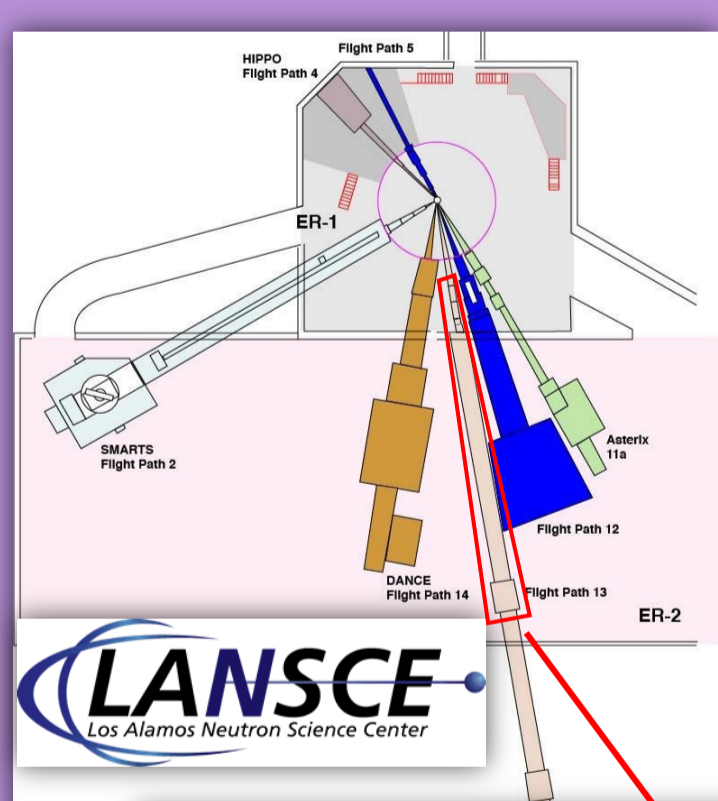 Flight Path 5
HIPPO
Flight Path 4
ER-1
SMARTS
Flight Path 2
Asterix
11a
Flight Path 12
DANCE
Flight Path 14
Flight Path 13
ER-2
LANSCE
Los Alamos Neutron Science Center